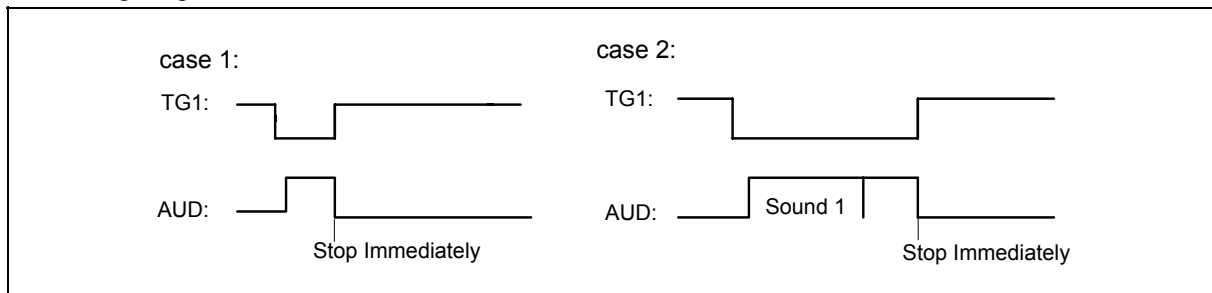 case 1:
TG1:
AUD:
Stop Immediately
case 2:
TG1:
AUD:
Sound 1
Stop Immediately